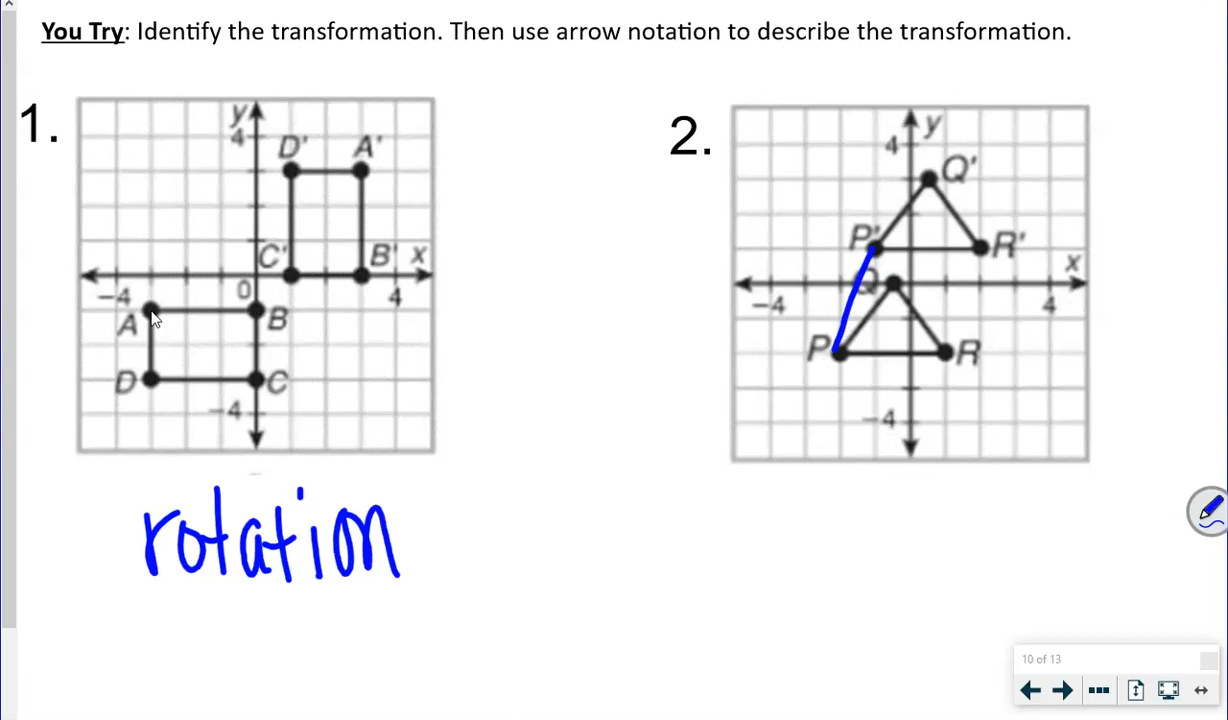 You Try: Identify the transformation. Then use arrow notation to describe the transformation.
1.
y
4
D' A'
C' B' x
-4 0 4
A B
D C
-4
rotation
2.
y
4
Q'
P' R'
x
Q
-4 4
P R
-4
10 of 13